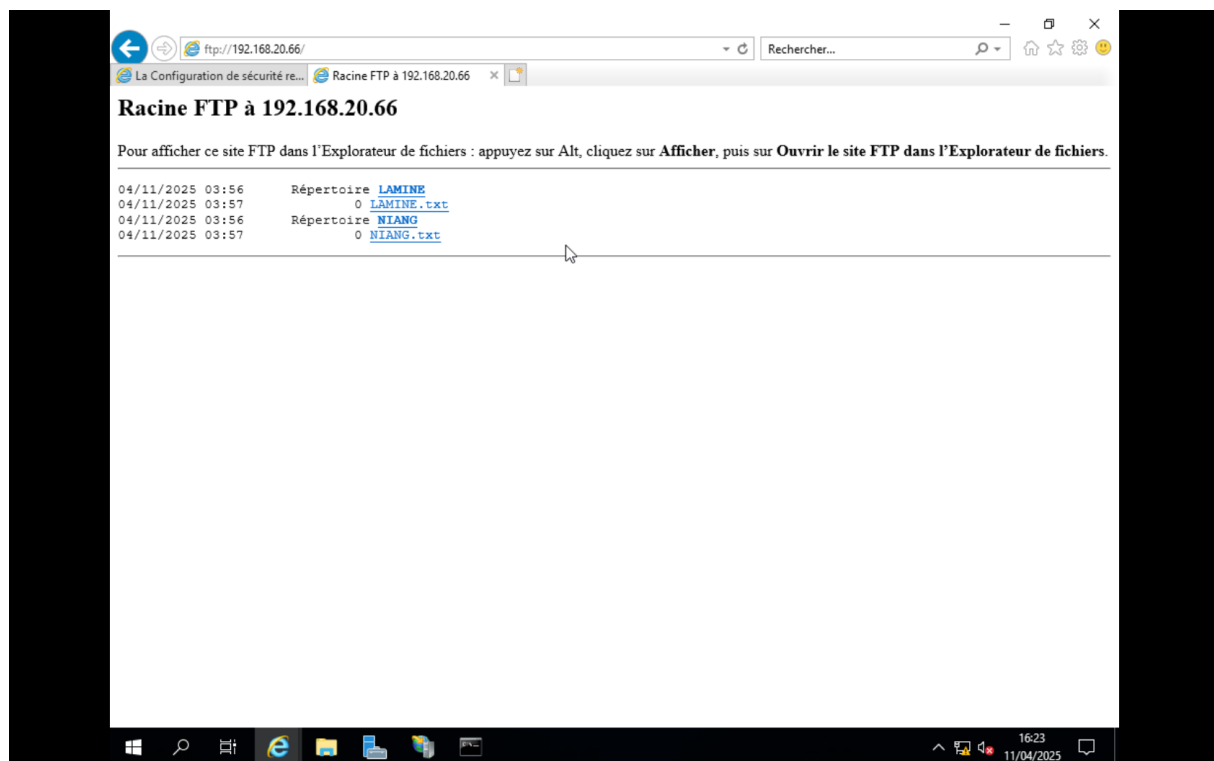 ftp://192.168.20.66/
Rechercher...
La Configuration de sécurité re...
Racine FTP à 192.168.20.66
Racine FTP à 192.168.20.66
Pour afficher ce site FTP dans l'Explorateur de fichiers : appuyez sur Alt, cliquez sur Afficher, puis sur Ouvrir le site FTP dans l'Explorateur de fichiers.
04/11/2025 03:56 Répertoire LAMINE
04/11/2025 03:57 0 LAMINE.txt
04/11/2025 03:56 Répertoire NIANG
04/11/2025 03:57 0 NIANG.txt
16:23
11/04/2025